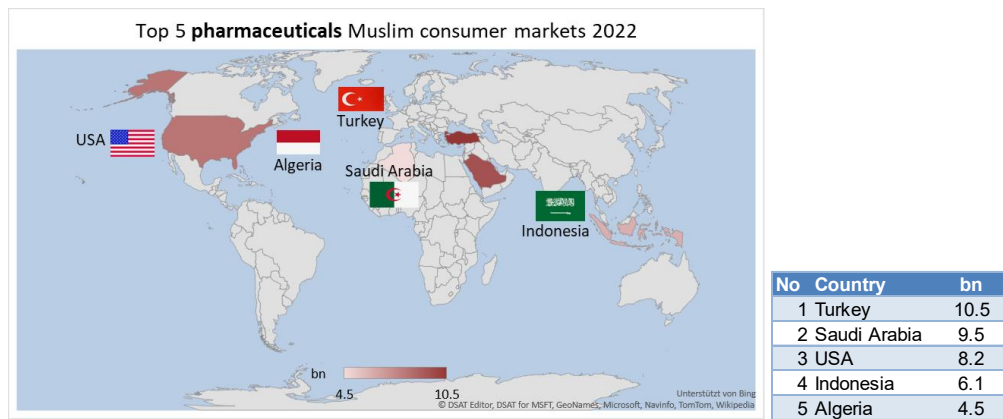 Top 5 pharmaceuticals Muslim consumer markets 2022
USA
Algeria
Turkey
Saudi Arabia
Indonesia
bn
4.5 10.5
Unterstützt von Bing
© DSAT Editor, DSAT for MSFT, GeoNames, Microsoft, Navinfo, TomTom, Wikipedia
No Country bn
1 Turkey 10.5
2 Saudi Arabia 9.5
3 USA 8.2
4 Indonesia 6.1
5 Algeria 4.5